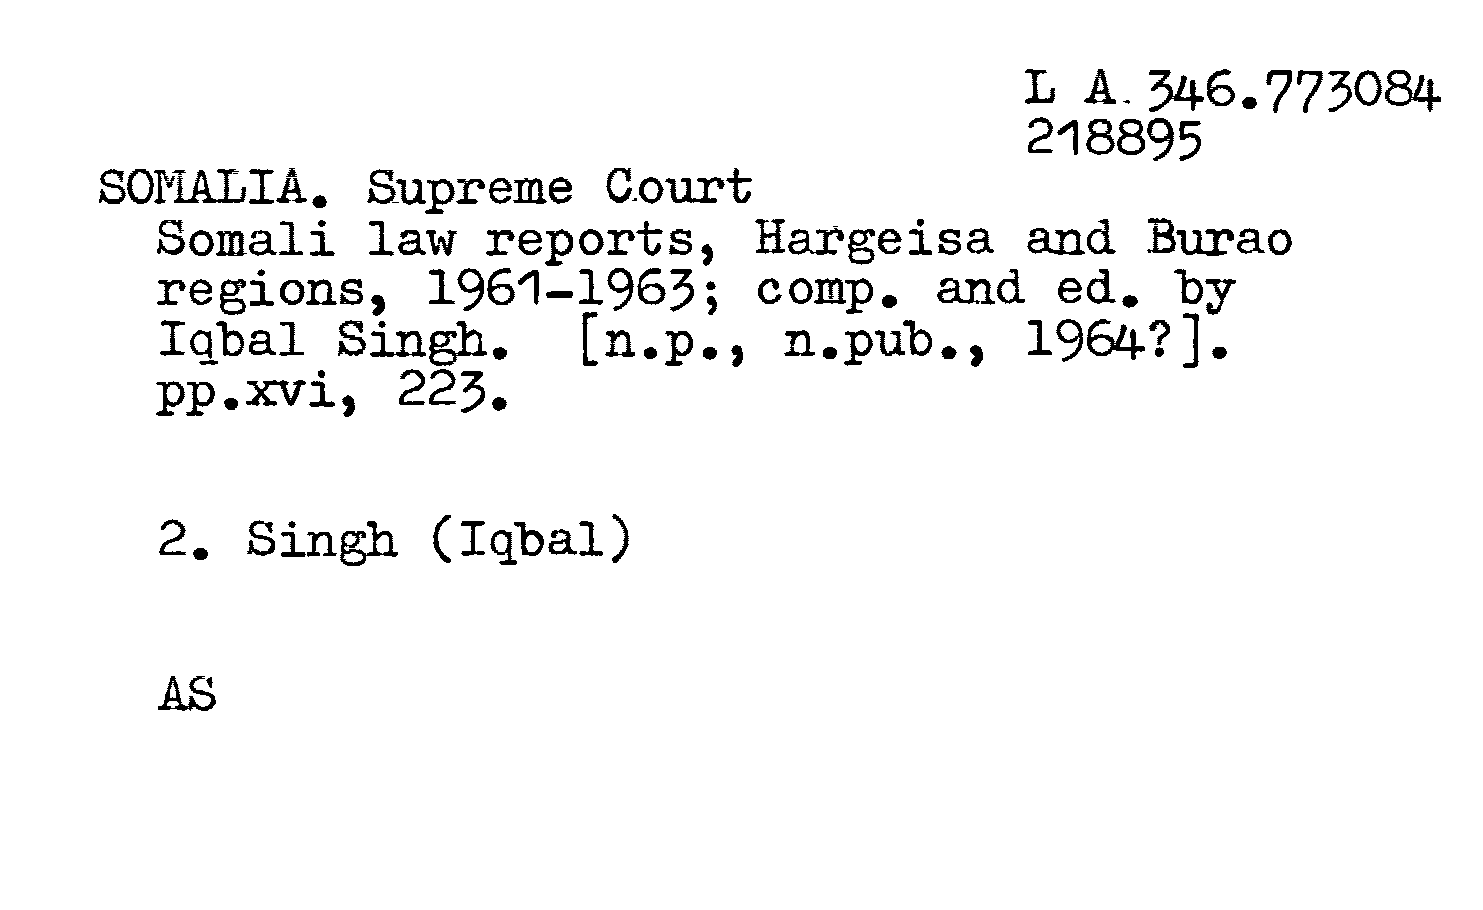 L A. 346.773084
218895
SOMALIA. Supreme Court
Somali law reports, Hargeisa and Burao
regions, 1961-1963; comp. and ed. by
Iqbal Singh. [n.p., n.pub., 1964?].
pp.xvi, 223.
2. Singh (Iqbal)
AS